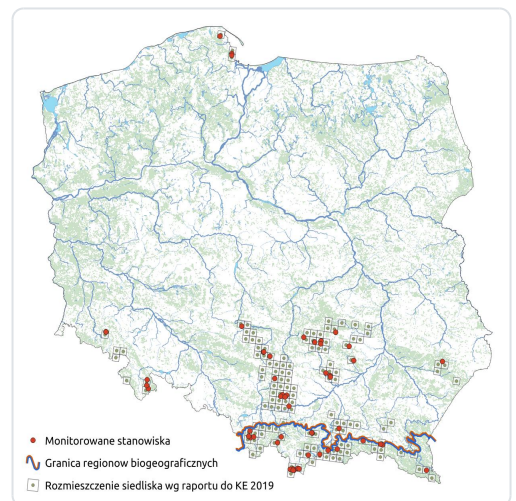 Monitorowane stanowiska
Granica regionow biogeograficznych
Rozmieszczenie siedliska wg raportu do KE 2019